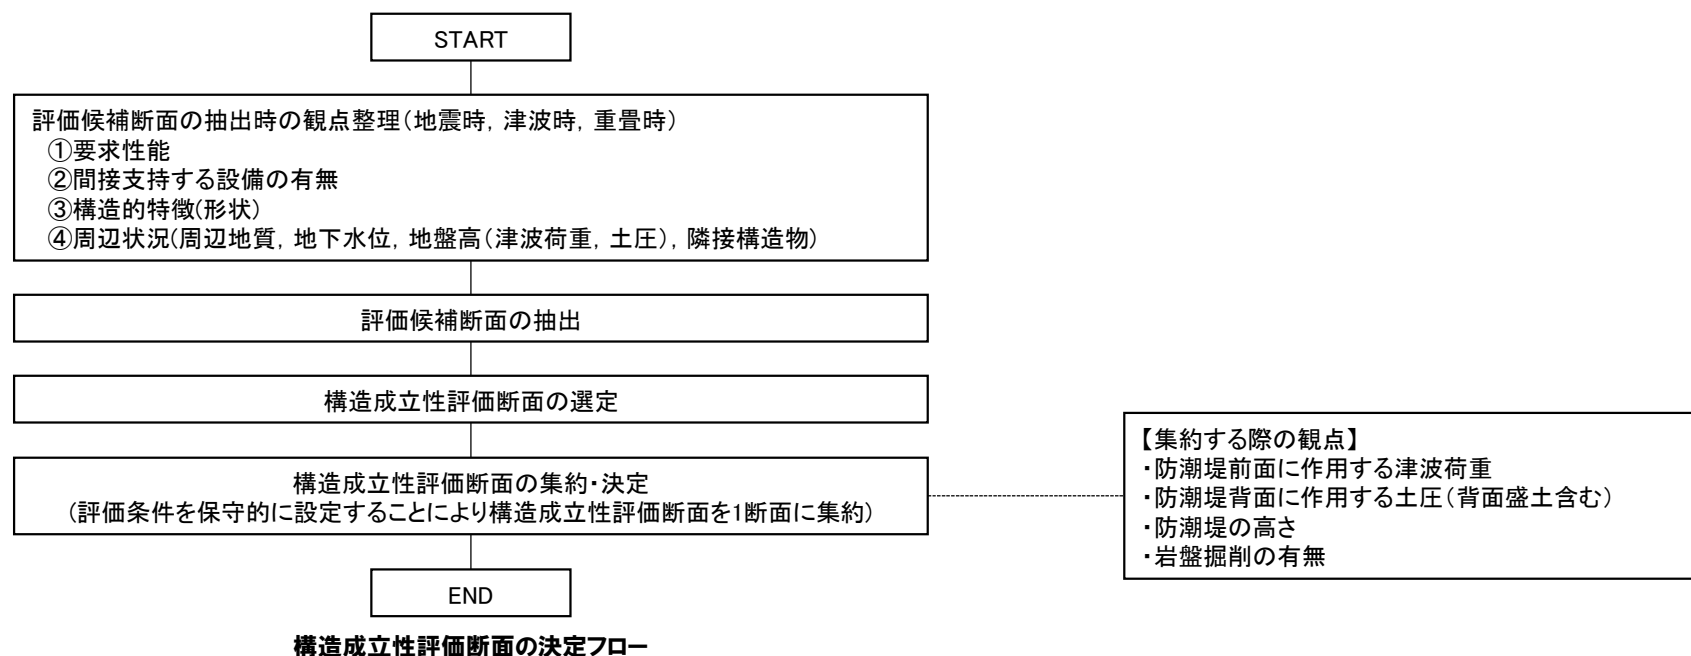 START
評価候補断面の抽出時の観点整理(地震時，津波時，重畳時)
①要求性能
②間接支持する設備の有無
③構造的特徴(形状)
④周辺状況(周辺地質，地下水位，地盤高(津波荷重，土圧)，隣接構造物)
評価候補断面の抽出
構造成立性評価断面の選定
構造成立性評価断面の集約・決定
(評価条件を保守的に設定することにより構造成立性評価断面を1断面に集約)
【集約する際の観点】
・防潮堤前面に作用する津波荷重
・防潮堤背面に作用する土圧(背面盛土含む)
・防潮堤の高さ
・岩盤掘削の有無
END
構造成立性評価断面の決定フロー